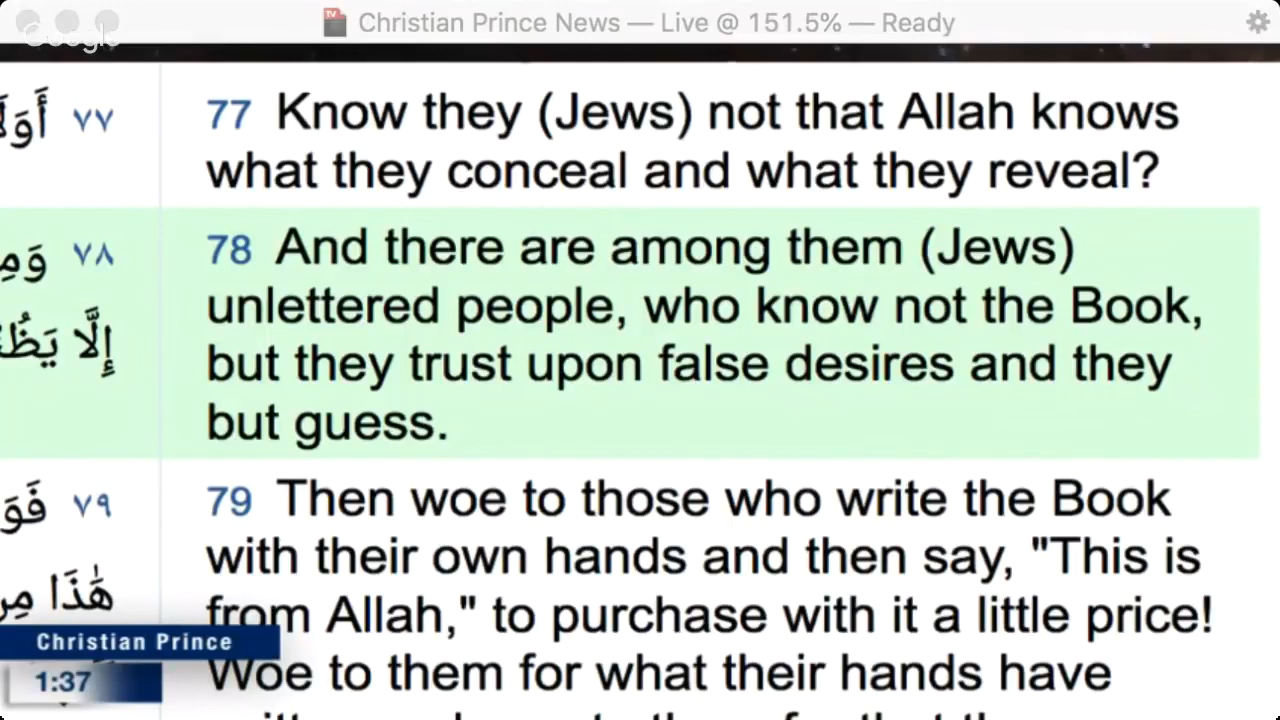 Christian Prince News — Live @ 151.5% — Ready
Google
٧٧
77 Know they (Jews) not that Allah knows
what they conceal and what they reveal?
٧٨
78 And there are among them (Jews)
إِلَّا
unlettered people, who know not the Book,
but they trust upon false desires and they
but guess.
٧٩
79 Then woe to those who write the Book
with their own hands and then say, "This is
هَٰذَا
from Allah," to purchase with it a little price!
Christian Prince
Woe to them for what their hands have
1:37